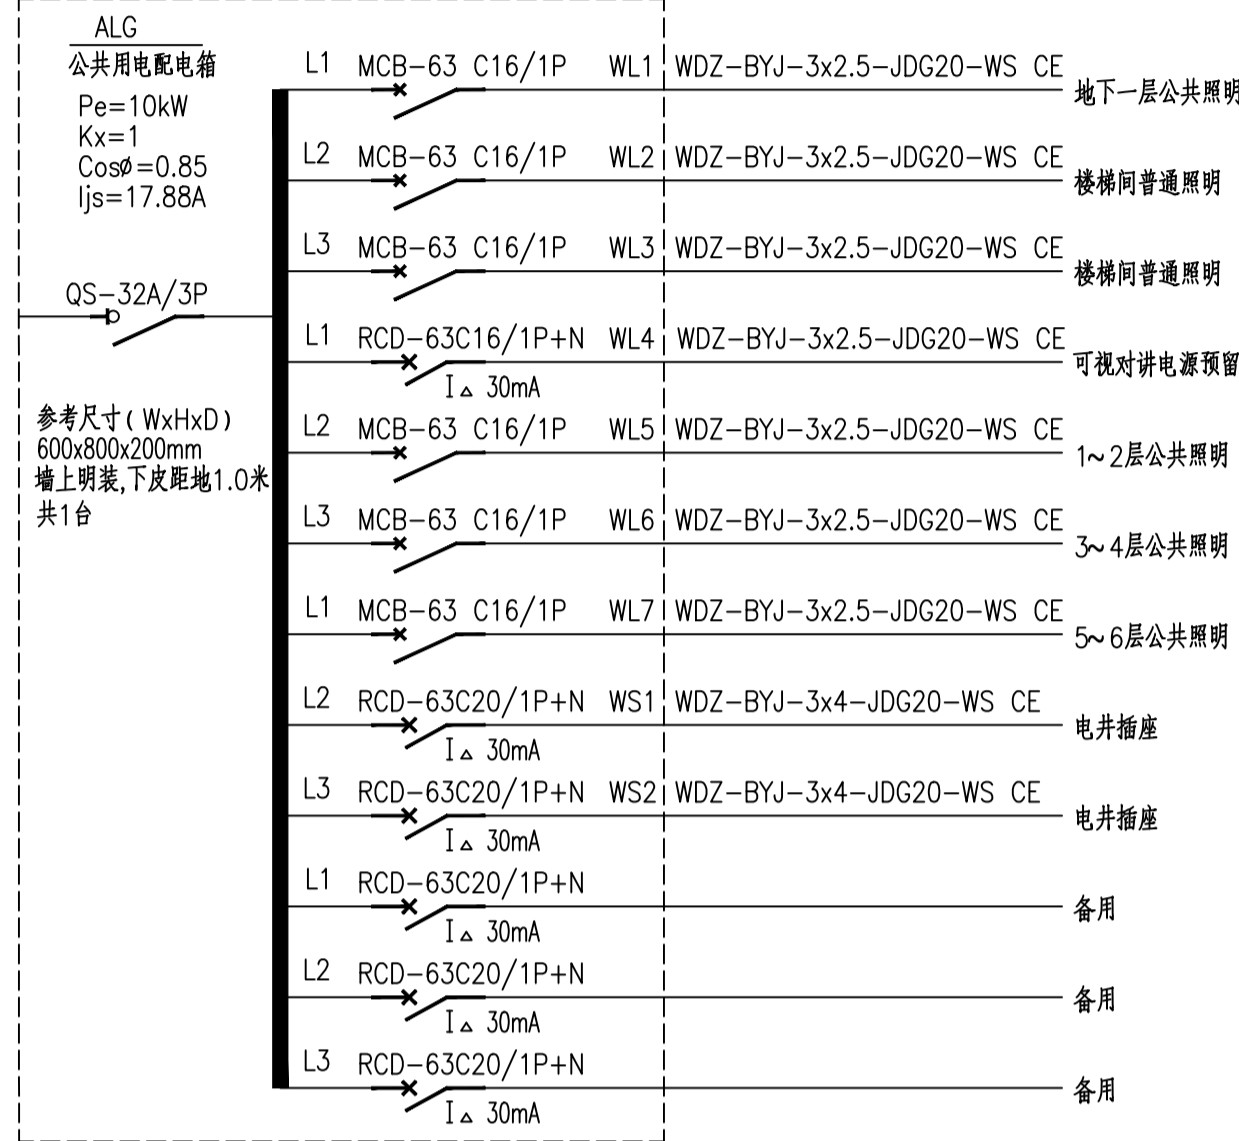 ALG
公共用电配电箱
Pe=10kW
Kx=1
CosØ=0.85
Ijs=17.88A
QS-32A/3P
参考尺寸(WxHxD)
600x800x200mm
墙上明装,下皮距地1.0米
共1台
L1 MCB-63 C16/1P WL1 WDZ-BYJ-3x2.5-JDG20-WS CE 地下一层公共照明
L2 MCB-63 C16/1P WL2 WDZ-BYJ-3x2.5-JDG20-WS CE 楼梯间普通照明
L3 MCB-63 C16/1P WL3 WDZ-BYJ-3x2.5-JDG20-WS CE 楼梯间普通照明
L1 RCD-63C16/1P+N WL4 WDZ-BYJ-3x2.5-JDG20-WS CE 可视对讲电源预留
I△ 30mA
L2 MCB-63 C16/1P WL5 WDZ-BYJ-3x2.5-JDG20-WS CE 1~2层公共照明
L3 MCB-63 C16/1P WL6 WDZ-BYJ-3x2.5-JDG20-WS CE 3~4层公共照明
L1 MCB-63 C16/1P WL7 WDZ-BYJ-3x2.5-JDG20-WS CE 5~6层公共照明
L2 RCD-63C20/1P+N WS1 WDZ-BYJ-3x4-JDG20-WS CE 电井插座
I△ 30mA
L3 RCD-63C20/1P+N WS2 WDZ-BYJ-3x4-JDG20-WS CE 电井插座
I△ 30mA
L1 RCD-63C20/1P+N 备用
I△ 30mA
L2 RCD-63C20/1P+N 备用
I△ 30mA
L3 RCD-63C20/1P+N 备用
I△ 30mA